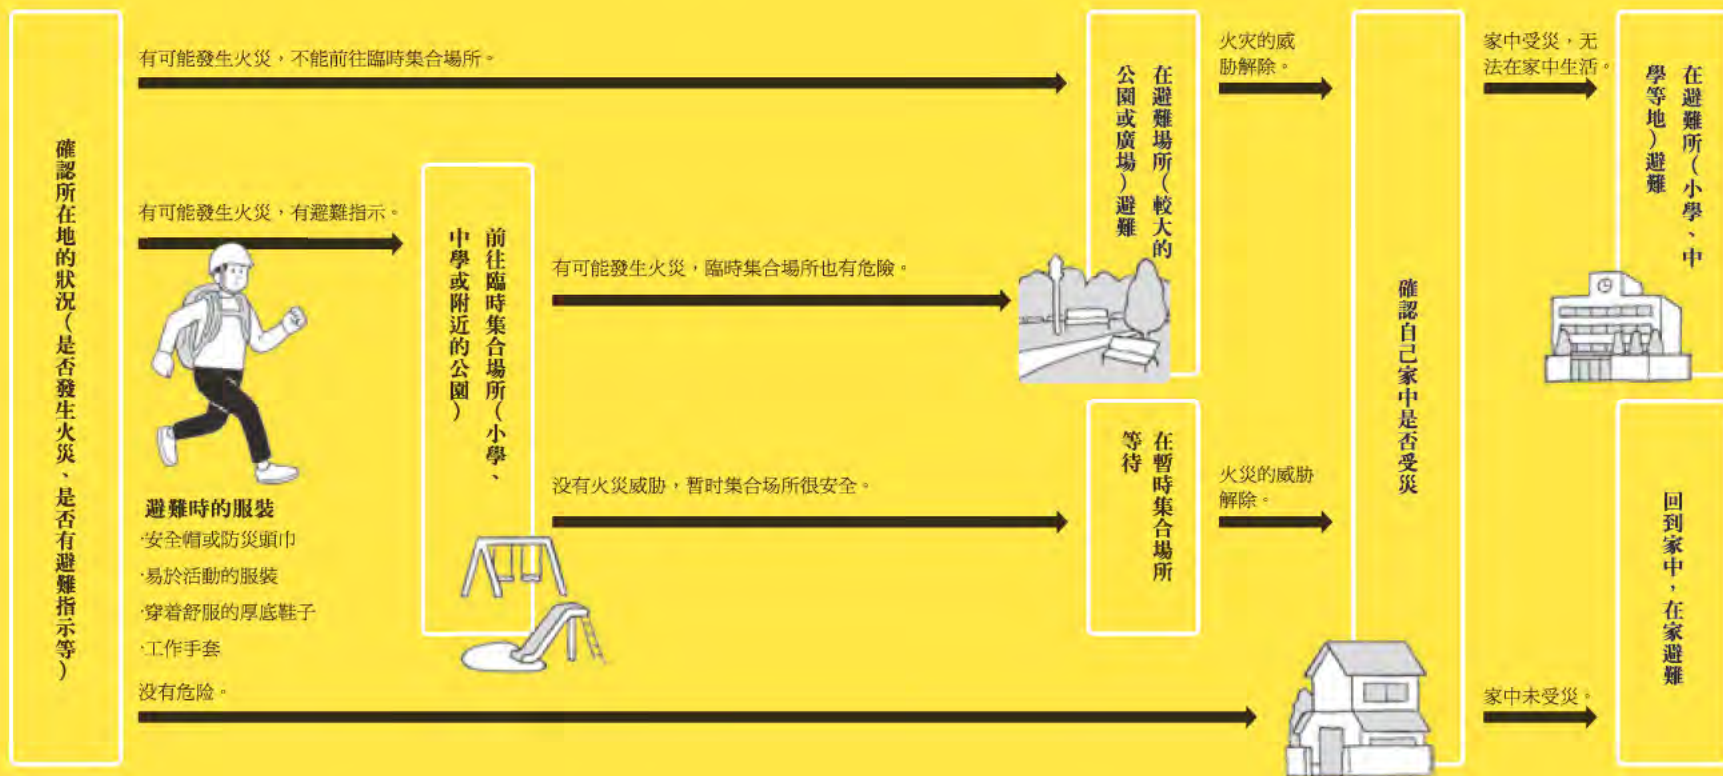 確認所在地的狀況(是否發生火災、是否有避難指示等)
有可能發生火災，不能前往臨時集合場所。
有可能發生火災，有避難指示。
避難時的服裝
·安全帽或防災頭巾
·易於活動的服裝
·穿着舒服的厚底鞋子
·工作手套
没有危险。
前往臨時集合場所(小學、
中學或附近的公園)
有可能發生火災，臨時集合場所也有危險。
没有火災威胁，暂时集合场所很安全。
在避難場所(較大的
公園或廣場)避難
在暫時集合場所
等待
火灾的威
胁解除。
火災的威胁
解除。
確認自己家中是否受災
家中受災，无
法在家中生活。
家中未受災。
在避難所(小學、中
學等地)避難
回到家中，在家避難